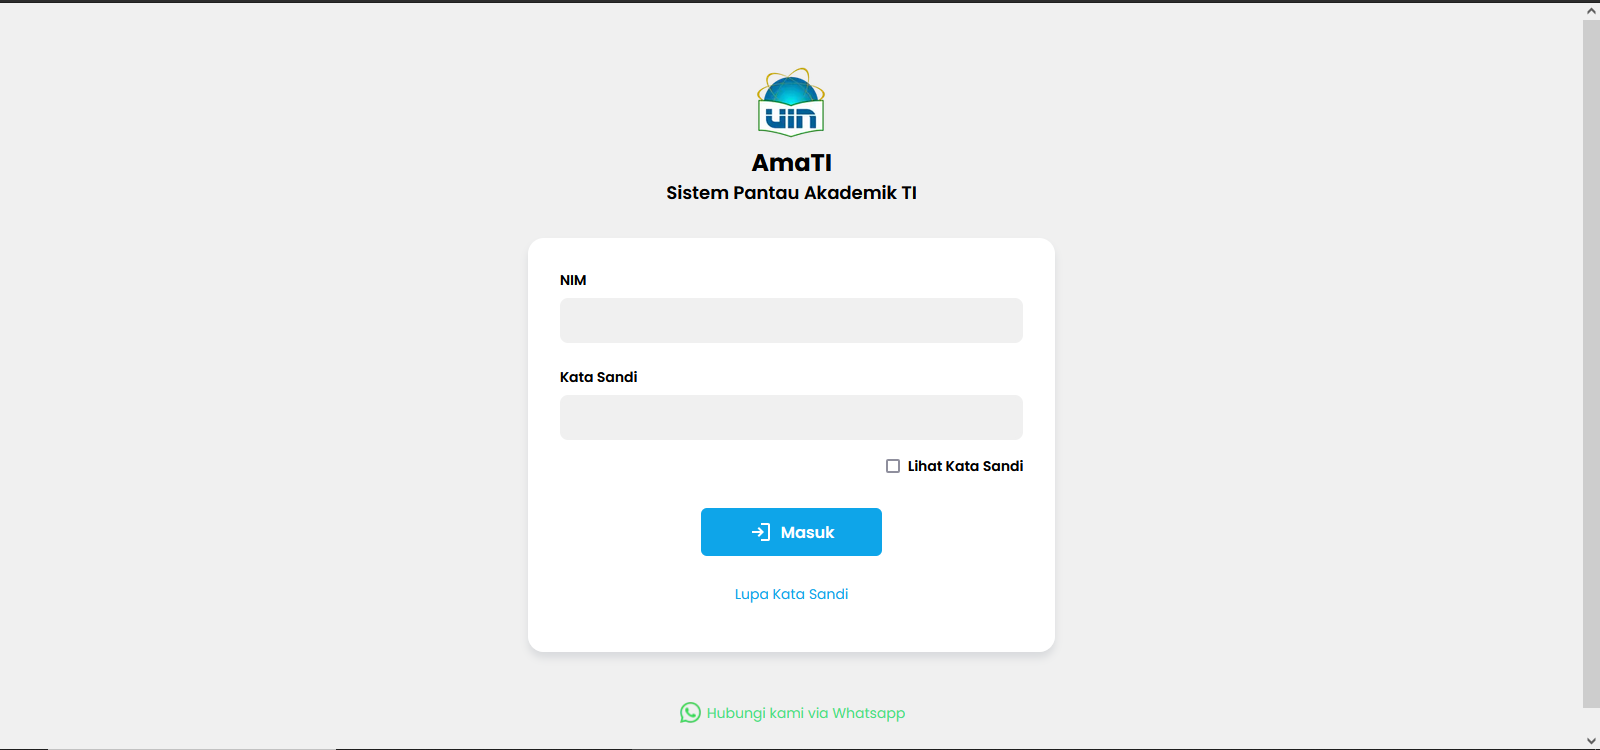 uin
AmaTI
Sistem Pantau Akademik TI
NIM
Kata Sandi
Lihat Kata Sandi
Masuk
Lupa Kata Sandi
Hubungi kami via Whatsapp